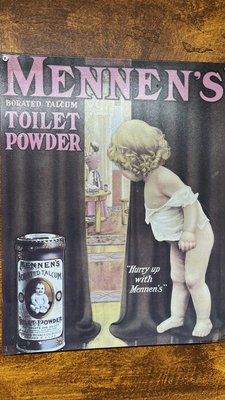 MENNEN'S
BORATED TALCUM
TOILET
POWDER
"Hurry up
with
Mennen's"
MENNEN'S
BORATED TALCUM
TOILET POWDER